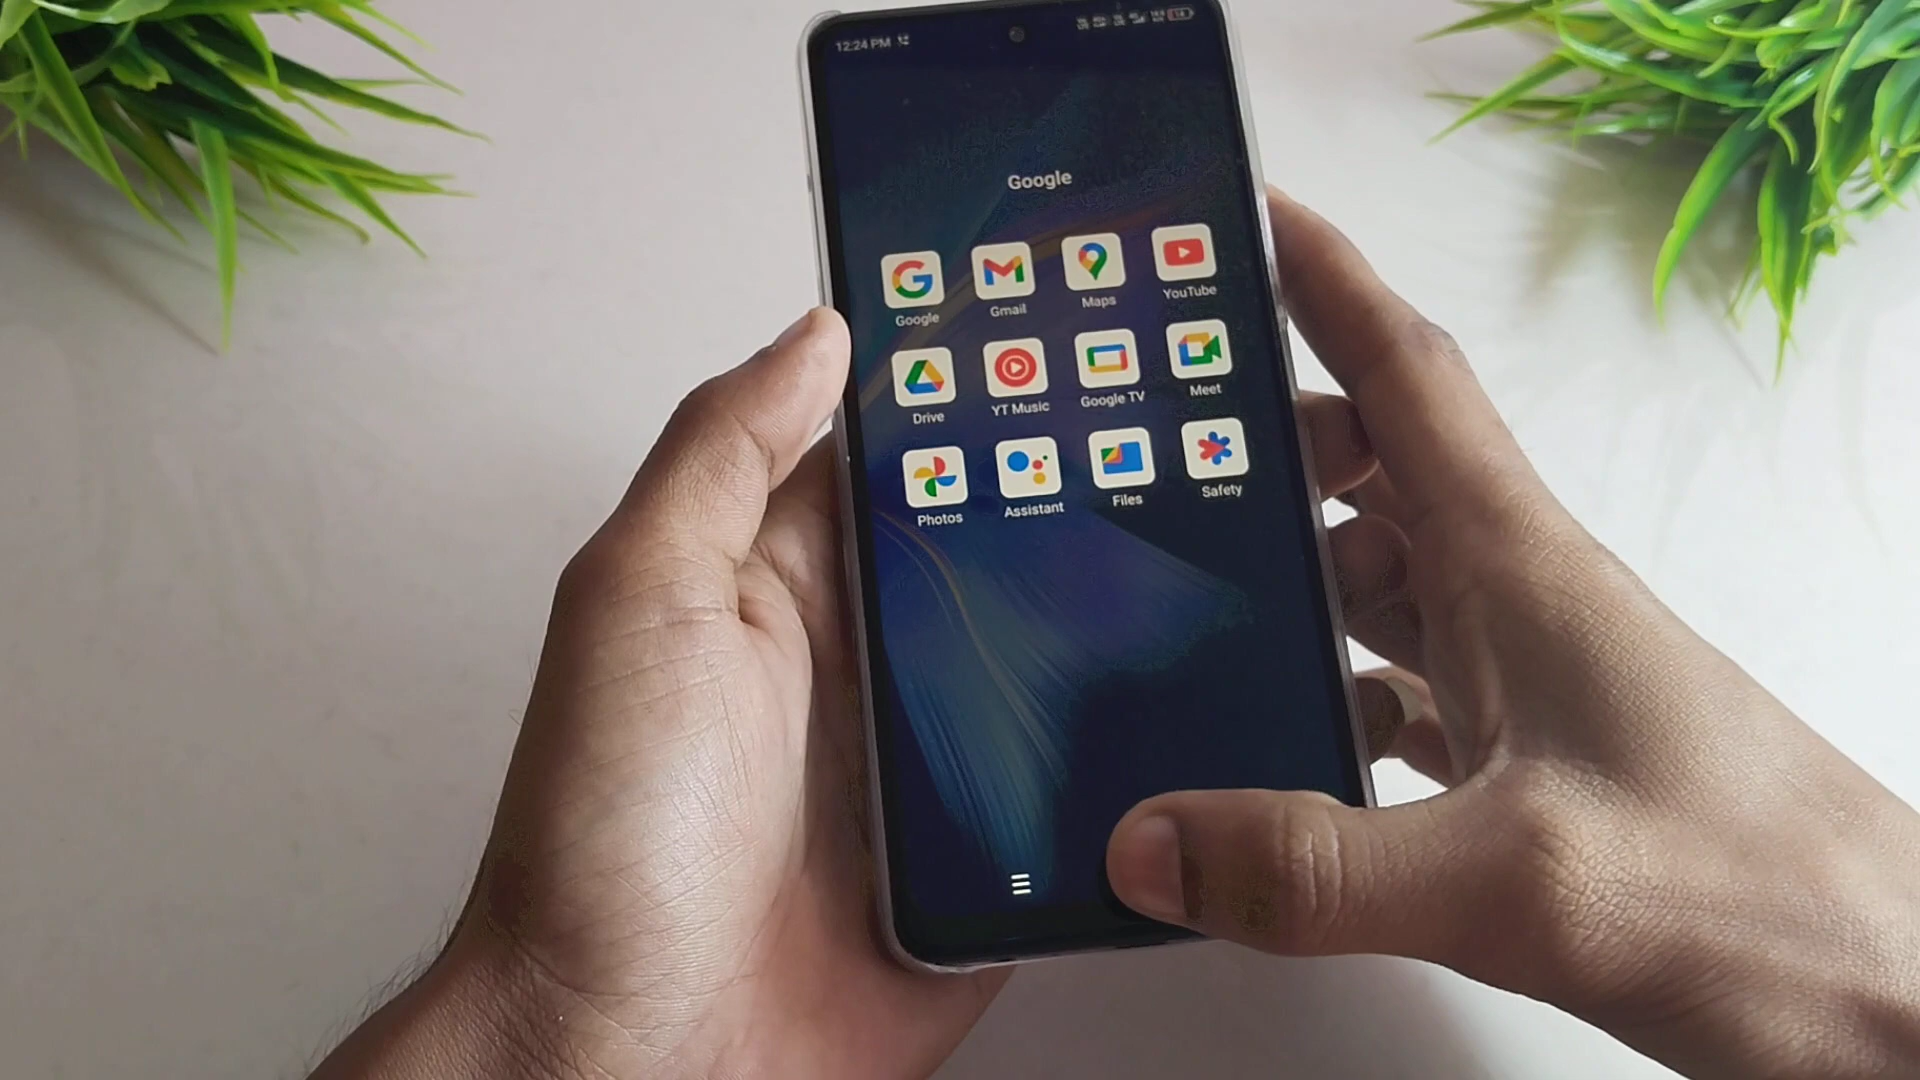 12:24 PM
Google
Google Gmail Maps YouTube
Drive YT Music Google TV Meet
Photos Assistant Files Safety